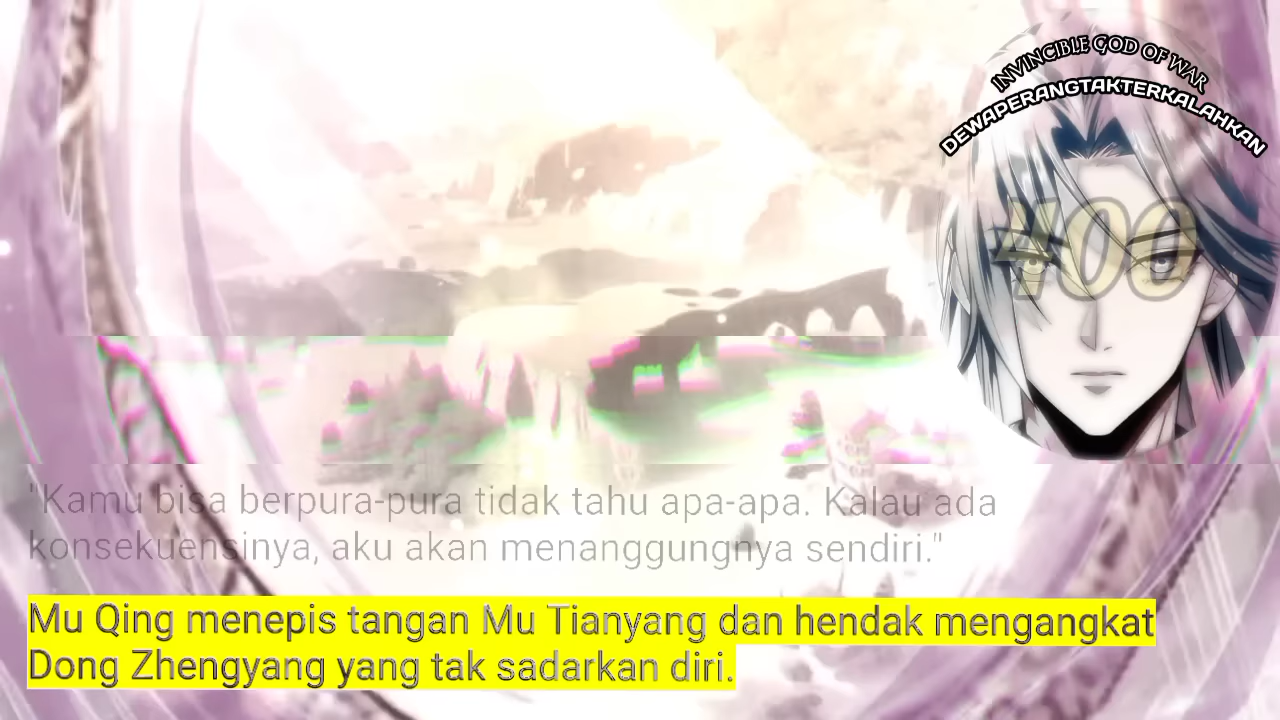 INVINCIBLE GOD OF WAR
DEWAPERANGTAKTERKALAHKAN
400
"Kamu bisa berpura-pura tidak tahu apa-apa. Kalau ada
konsekuensinya, aku akan menanggungnya sendiri."
Mu Qing menepis tangan Mu Tianyang dan hendak mengangkat
Dong Zhengyang yang tak sadarkan diri.